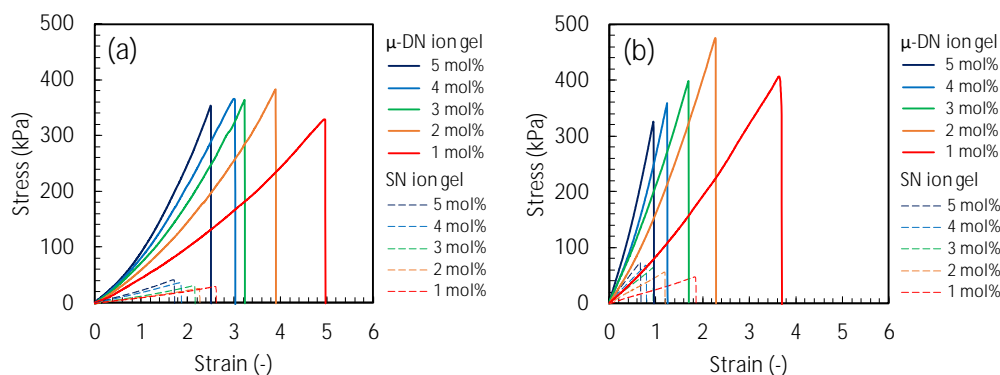 (a)
500
400
300
200
100
0
Stress (kPa)
0 1 2 3 4 5 6
Strain (-)
μ-DN ion gel
5 mol%
4 mol%
3 mol%
2 mol%
1 mol%
SN ion gel
5 mol%
4 mol%
3 mol%
2 mol%
1 mol%
(b)
500
400
300
200
100
0
Stress (kPa)
0 1 2 3 4 5 6
Strain (-)
μ-DN ion gel
5 mol%
4 mol%
3 mol%
2 mol%
1 mol%
SN ion gel
5 mol%
4 mol%
3 mol%
2 mol%
1 mol%